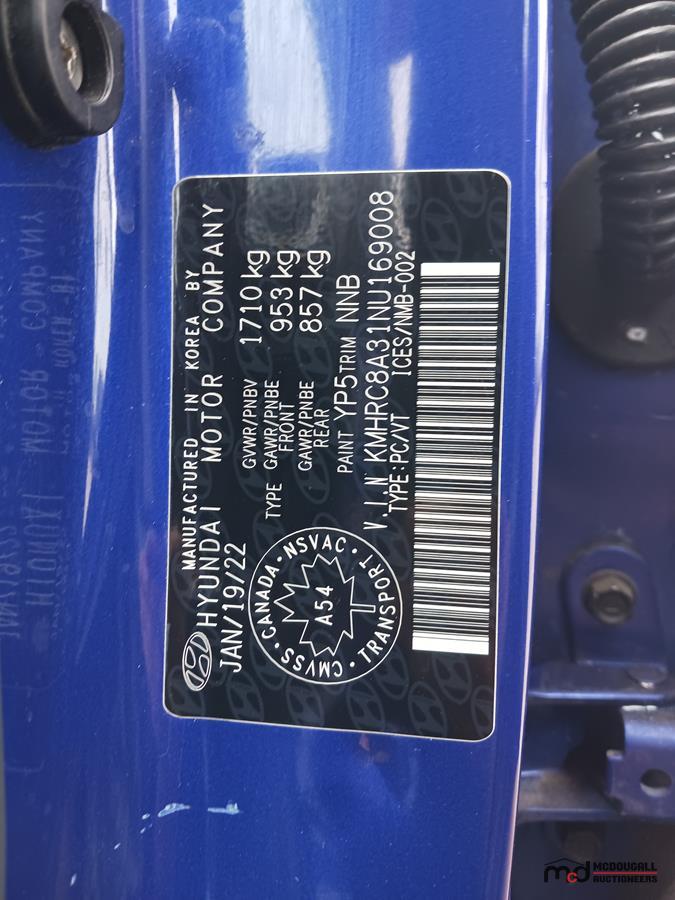 MANUFACTURED IN KOREA BY
HYUNDAI MOTOR COMPANY
JAN/19/22
GVWR/PNBV 1710 kg
TYPE GAWR/PNBE FRONT 953 kg
GAWR/PNBE REAR 857 kg
PAINT YP5 TRIM NNB
V.I.N KMHRC8A31NU169008
TYPE:PC/VT ICES/NMB-002
CANADA · NSVAC · TRANSPORT · CMVSS ·
A54
MCDOUGALL
AUCTIONEERS
mcd